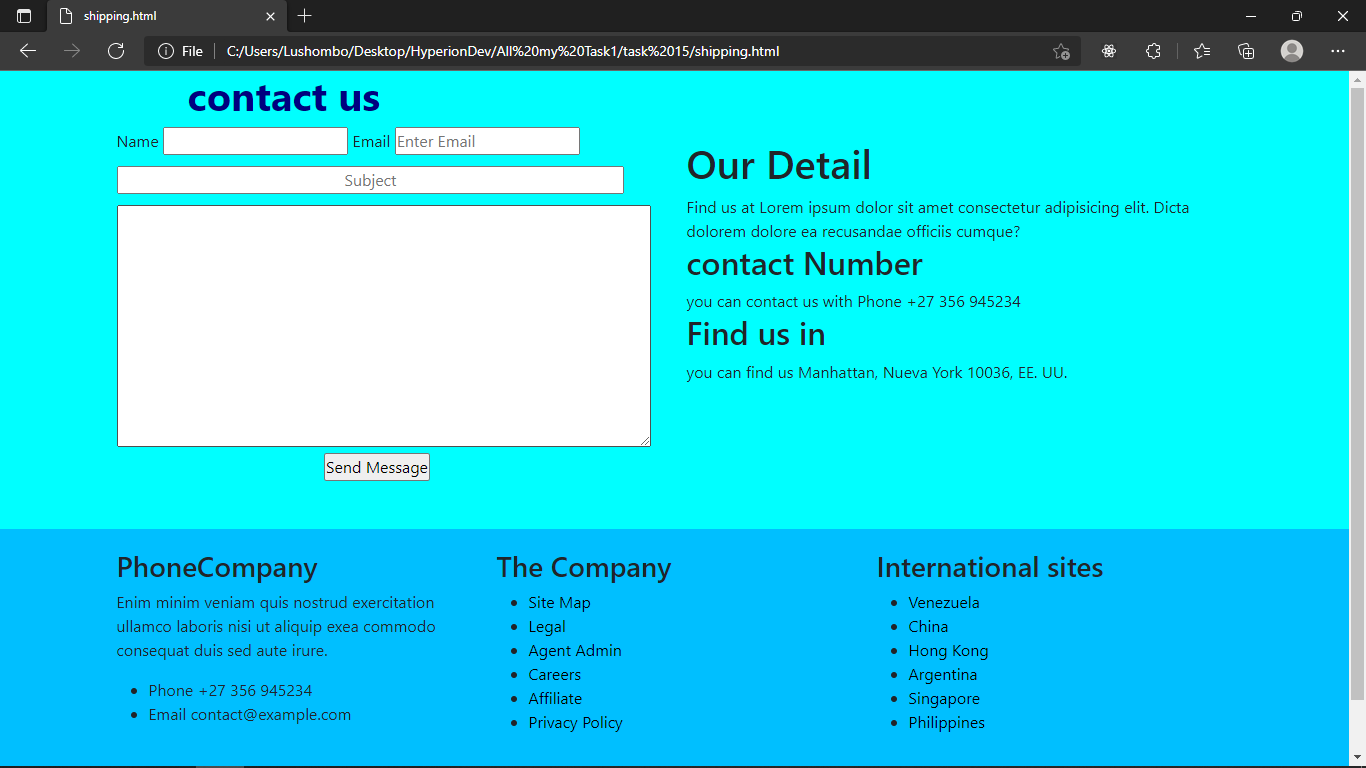 shipping.html
File
C:/Users/Lushombo/Desktop/HyperionDev/All%20my%20Task1/task%2015/shipping.html
contact us
Name
Email
Enter Email
Subject
Send Message
Our Detail
Find us at Lorem ipsum dolor sit amet consectetur adipisicing elit. Dicta
dolorem dolore ea recusandae officiis cumque?
contact Number
you can contact us with Phone +27 356 945234
Find us in
you can find us Manhattan, Nueva York 10036, EE. UU.
PhoneCompany
Enim minim veniam quis nostrud exercitation
ullamco laboris nisi ut aliquip exea commodo
consequat duis sed aute irure.
Phone +27 356 945234
Email contact@example.com
The Company
Site Map
Legal
Agent Admin
Careers
Affiliate
Privacy Policy
International sites
Venezuela
China
Hong Kong
Argentina
Singapore
Philippines